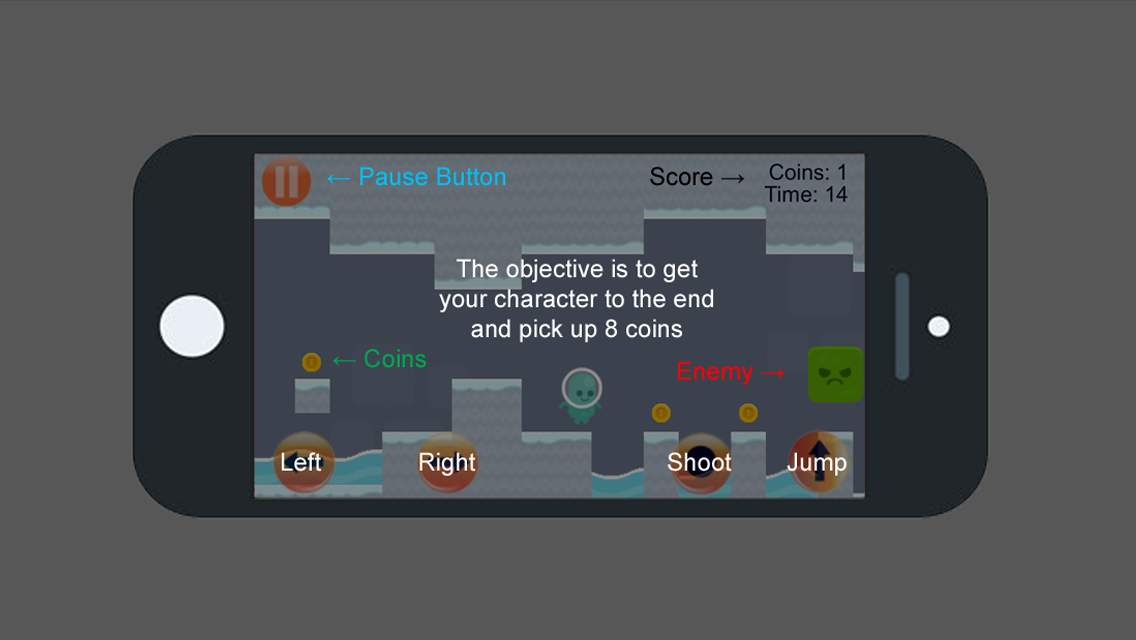 ← Pause Button
Score →
Coins: 1
Time: 14
The objective is to get
your character to the end
and pick up 8 coins
← Coins
Enemy →
Left
Right
Shoot
Jump